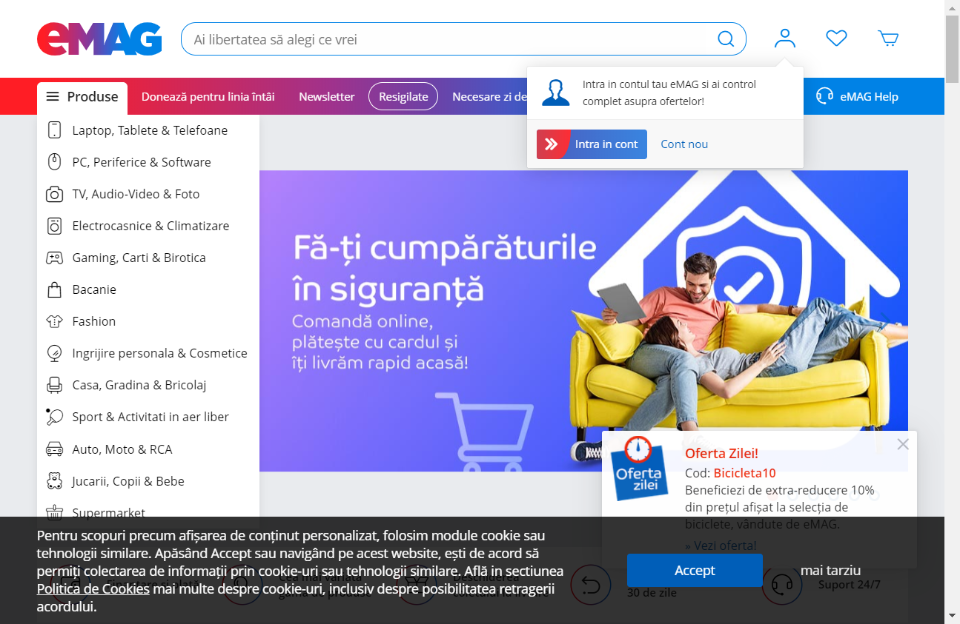 eMAG
Ai libertatea să alegi ce vrei
Produse
Donează pentru linia întâi
Newsletter
Resigilate
Necesare zi de
eMAG Help
Intra in contul tau eMAG si ai control
complet asupra ofertelor!
Intra in cont
Cont nou
Laptop, Tablete & Telefoane
PC, Periferice & Software
TV, Audio-Video & Foto
Electrocasnice & Climatizare
Gaming, Carti & Birotica
Bacanie
Fashion
Ingrijire personala & Cosmetice
Casa, Gradina & Bricolaj
Sport & Activitati in aer liber
Auto, Moto & RCA
Jucarii, Copii & Bebe
Supermarket
Fă-ți cumpărăturile
în siguranță
Comandă online,
plătește cu cardul și
îți livrăm rapid acasă!
Oferta
zilei
Oferta Zilei!
Cod: Bicicleta10
Beneficiezi de extra-reducere 10%
din prețul afișat la selecția de
biciclete, vândute de eMAG.
» Vezi oferta!
Pentru scopuri precum afișarea de conținut personalizat, folosim module cookie sau
tehnologii similare. Apăsând Accept sau navigând pe acest website, ești de acord să
permiți colectarea de informații prin cookie-uri sau tehnologii similare. Află in sectiunea
Politica de Cookies mai multe despre cookie-uri, inclusiv despre posibilitatea retragerii
acordului.
Accept
mai tarziu
30 de zile
Suport 24/7